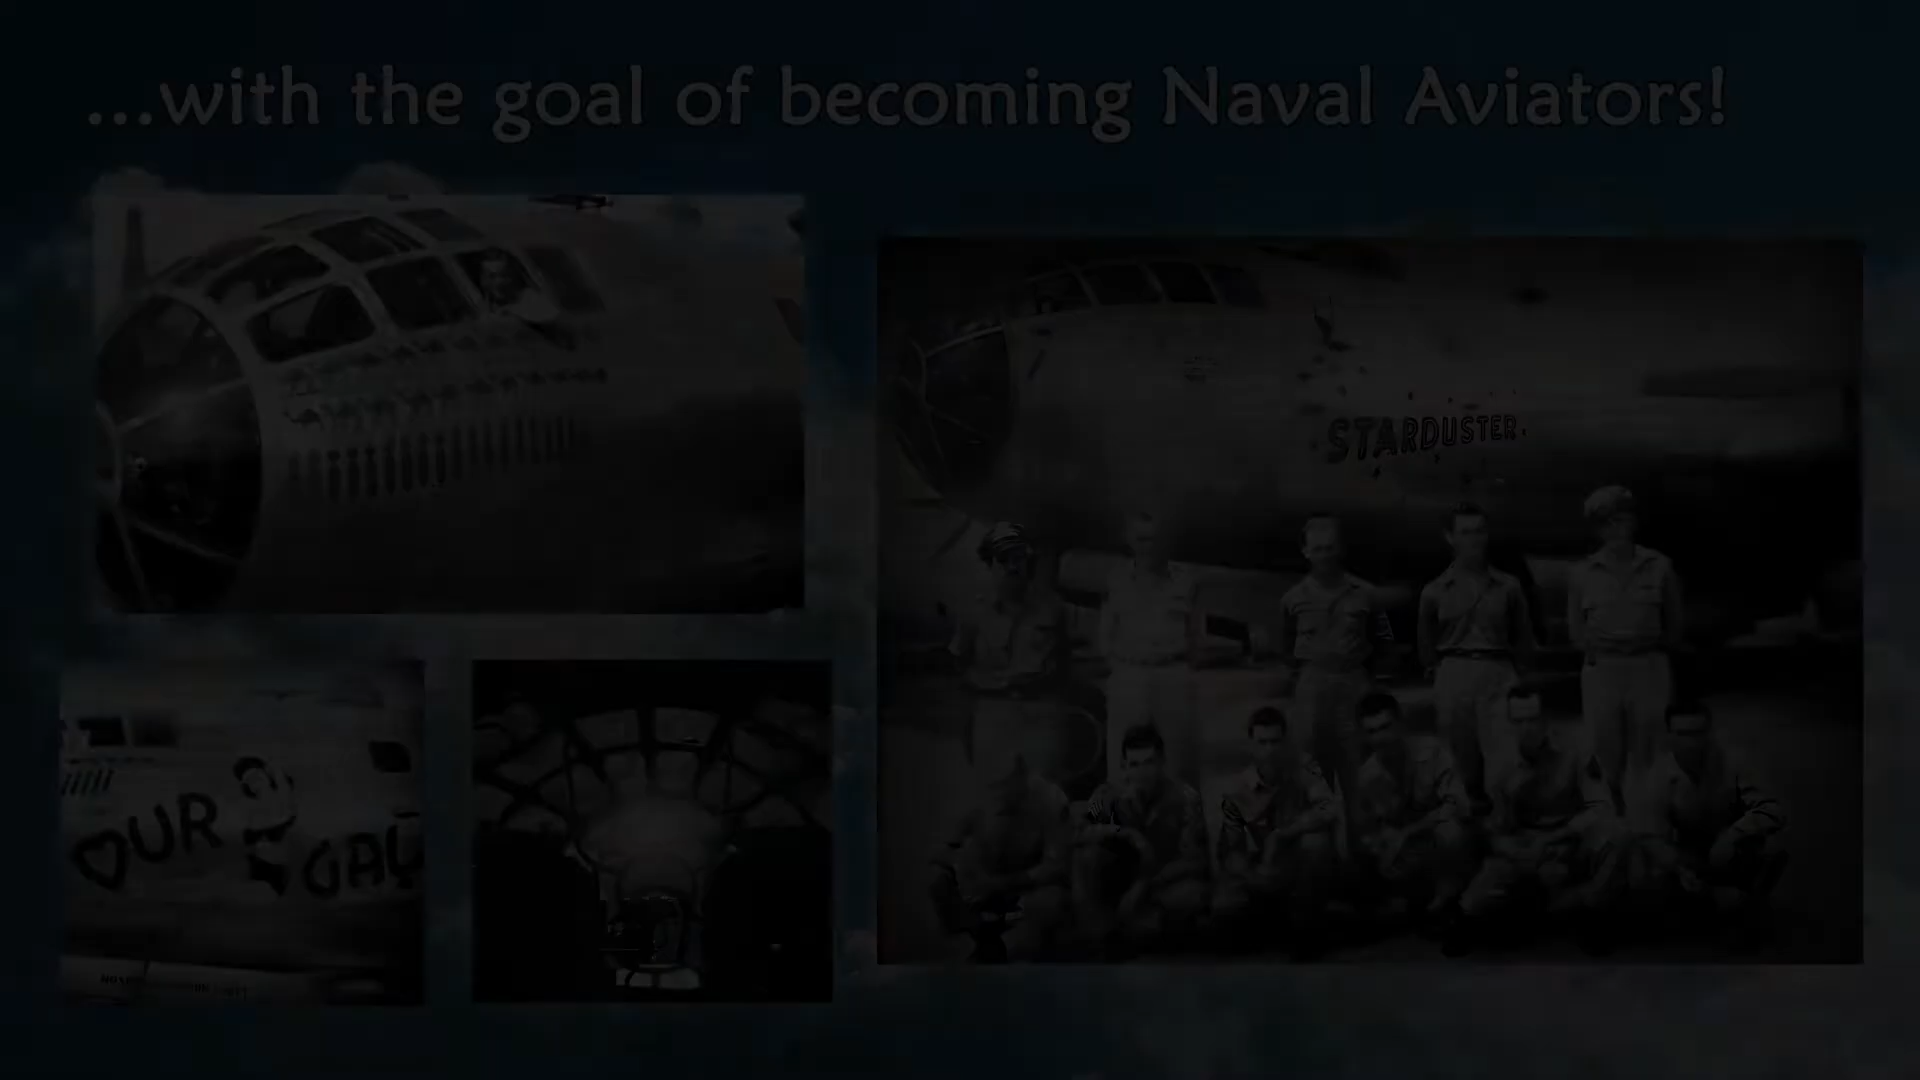 ...with the goal of becoming Naval Aviators!
STARDUSTER
OUR GAL